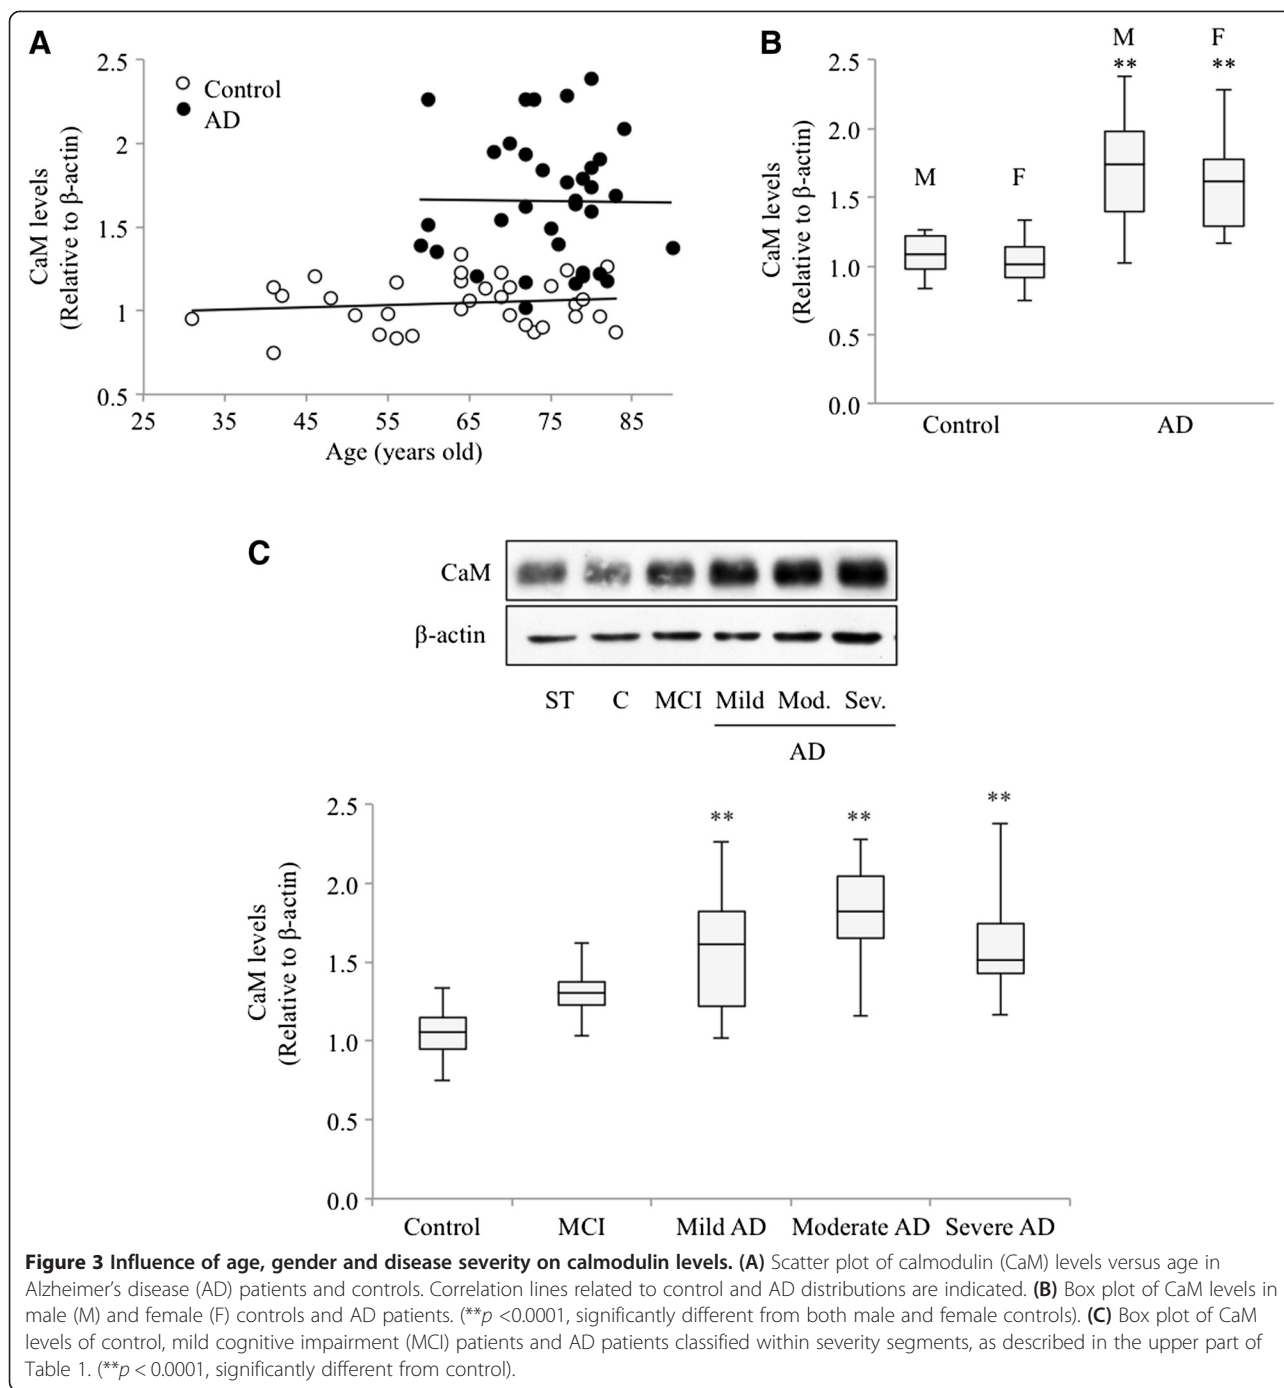 A
2.5
2
1.5
1
0.5
25 35 45 55 65 75 85
CaM levels
(Relative to β-actin)
Age (years old)
Control
AD
B
M F
** **
2.5
2.0
1.5
1.0
0.5
0.0
CaM levels
(Relative to β-actin)
M F
Control AD
C
CaM
β-actin
ST C MCI Mild Mod. Sev.
AD
2.5
2.0
1.5
1.0
0.5
0.0
CaM levels
(Relative to β-actin)
** ** **
Control MCI Mild AD Moderate AD Severe AD
Figure 3 Influence of age, gender and disease severity on calmodulin levels. (A) Scatter plot of calmodulin (CaM) levels versus age in
Alzheimer's disease (AD) patients and controls. Correlation lines related to control and AD distributions are indicated. (B) Box plot of CaM levels in
male (M) and female (F) controls and AD patients. (**p <0.0001, significantly different from both male and female controls). (C) Box plot of CaM
levels of control, mild cognitive impairment (MCI) patients and AD patients classified within severity segments, as described in the upper part of
Table 1. (**p < 0.0001, significantly different from control).